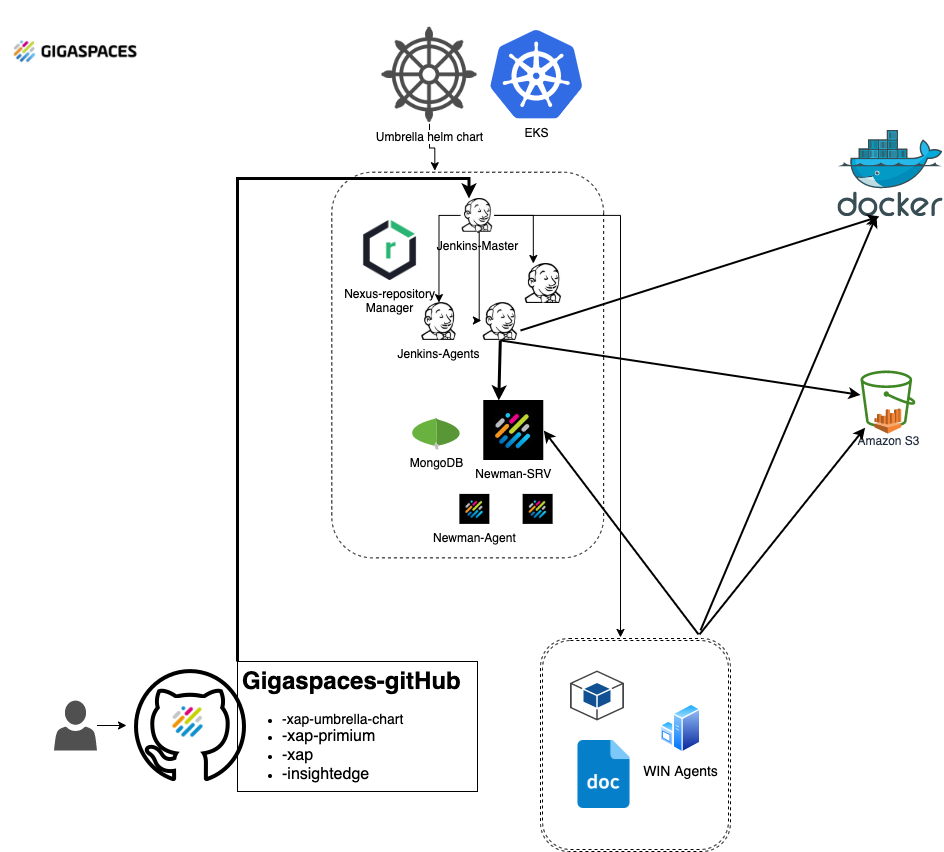 GIGASPACES
Umbrella helm chart
EKS
docker
Jenkins-Master
r
Nexus-repository
Manager
Jenkins-Agents
Amazon S3
MongoDB
Newman-SRV
Newman-Agent
Gigaspaces-gitHub
-xap-umbrella-chart
-xap-primium
-xap
-insightedge
WIN Agents
doc